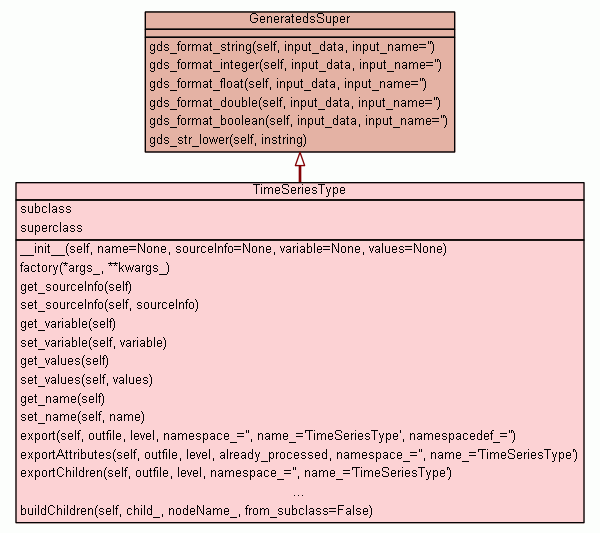 GeneratedsSuper
gds_format_string(self, input_data, input_name='')
gds_format_integer(self, input_data, input_name='')
gds_format_float(self, input_data, input_name='')
gds_format_double(self, input_data, input_name='')
gds_format_boolean(self, input_data, input_name='')
gds_str_lower(self, instring)
TimeSeriesType
subclass
superclass
__init__(self, name=None, sourceInfo=None, variable=None, values=None)
factory(*args_, **kwargs_)
get_sourceInfo(self)
set_sourceInfo(self, sourceInfo)
get_variable(self)
set_variable(self, variable)
get_values(self)
set_values(self, values)
get_name(self)
set_name(self, name)
export(self, outfile, level, namespace_='', name_='TimeSeriesType', namespacedef_='')
exportAttributes(self, outfile, level, already_processed, namespace_='', name_='TimeSeriesType')
exportChildren(self, outfile, level, namespace_='', name_='TimeSeriesType')
...
buildChildren(self, child_, nodeName_, from_subclass=False)